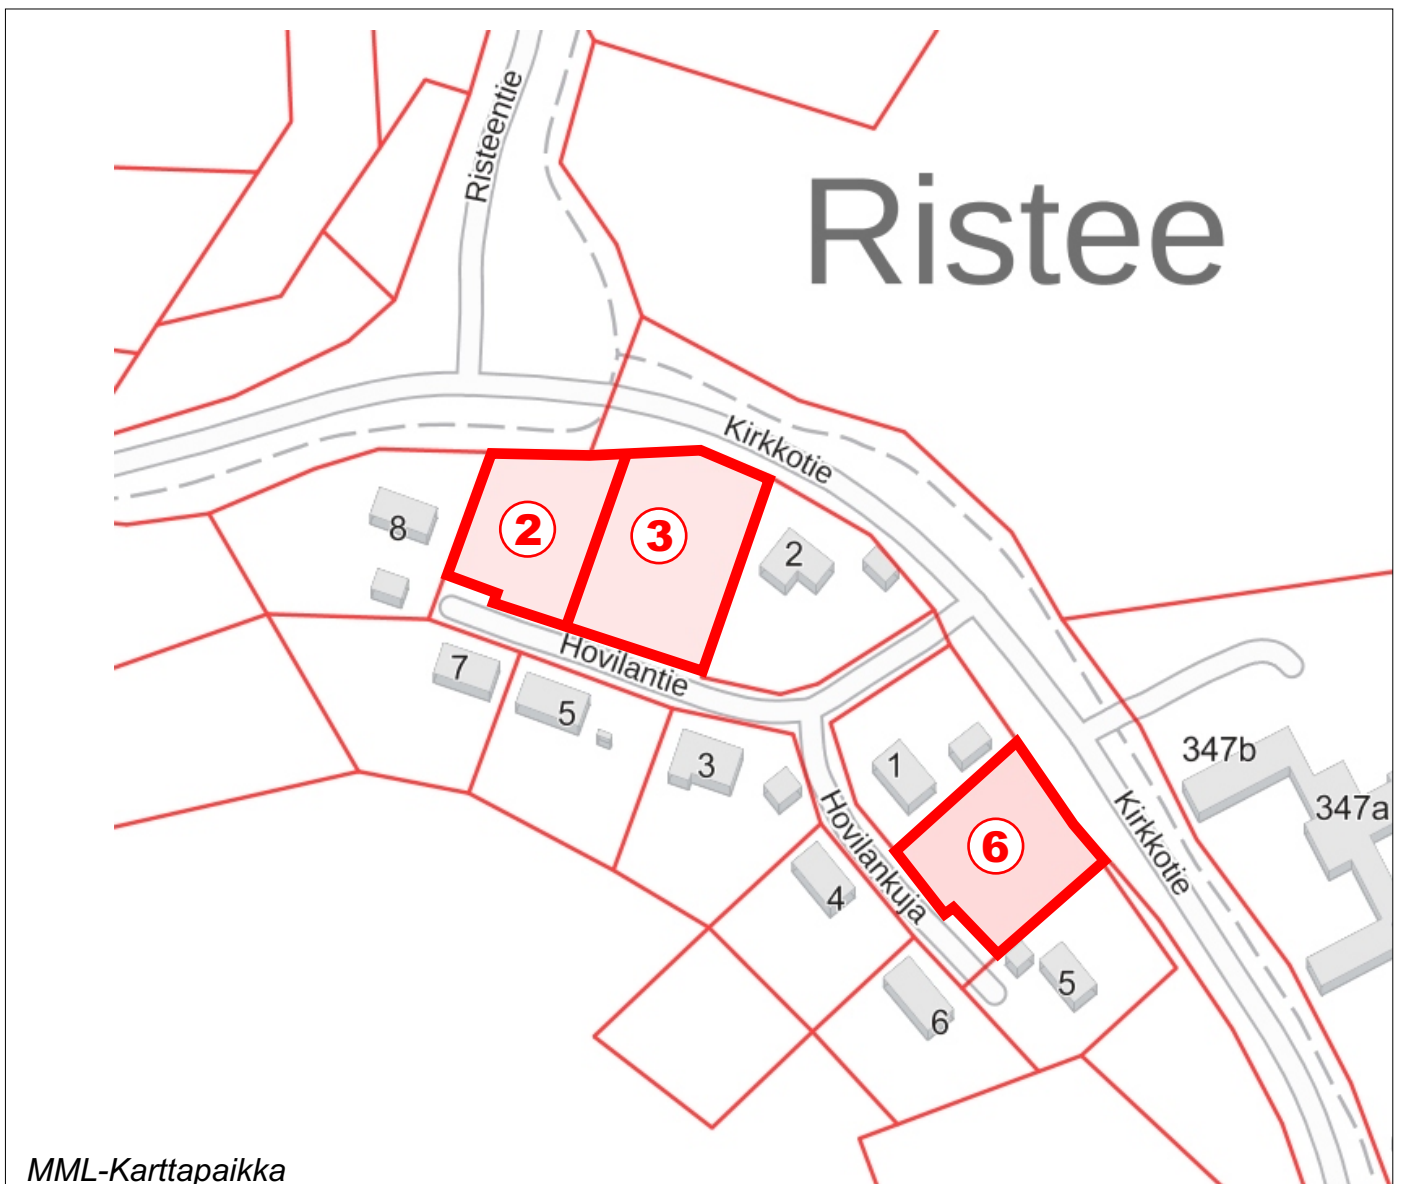 Risteentie
Ristee
Kirkkotie
8
2
3
2
Hovilantie
7
5
3
1
347b
347a
Hovilankuja
6
Kirkkotie
4
5
6
MML-Karttapaikka